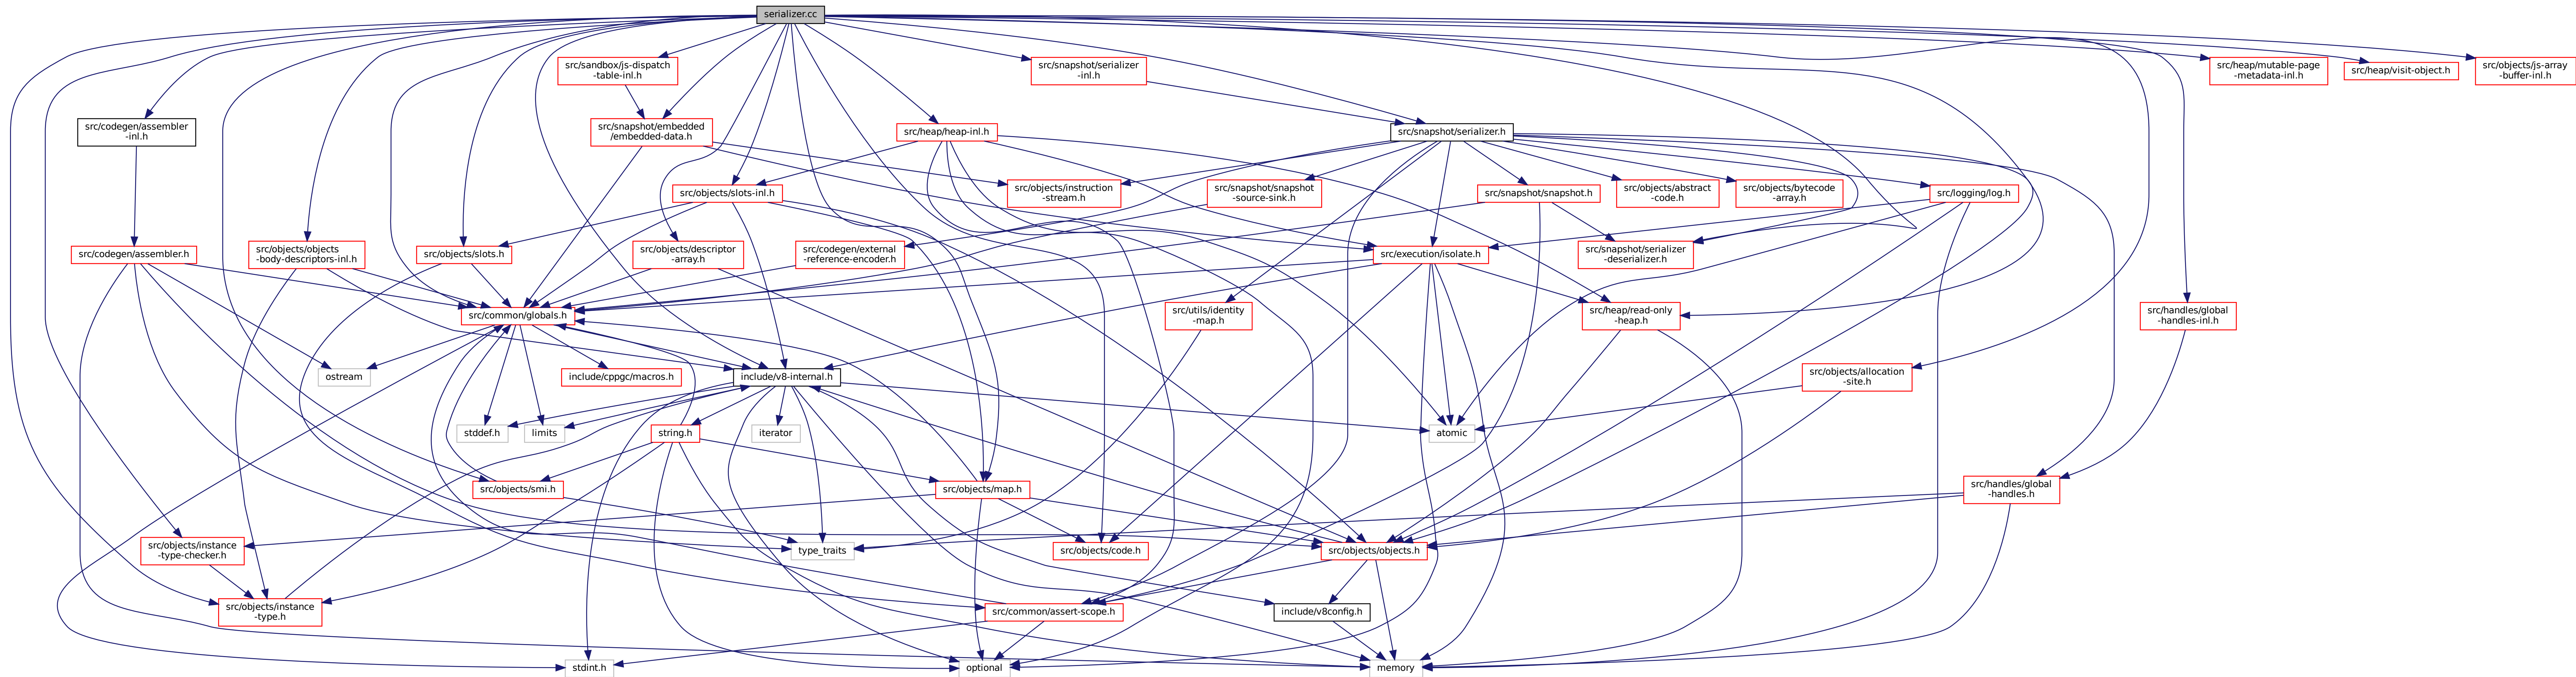 serializer.cc
src/sandbox/js-dispatch
-table-inl.h
src/snapshot/serializer
-inl.h
src/heap/mutable-page
-metadata-inl.h
src/heap/visit-object.h
src/objects/js-array
-buffer-inl.h
src/codegen/assembler
-inl.h
src/snapshot/embedded
/embedded-data.h
src/heap/heap-inl.h
src/snapshot/serializer.h
src/objects/slots-inl.h
src/objects/instruction
-stream.h
src/snapshot/snapshot
-source-sink.h
src/snapshot/snapshot.h
src/objects/abstract
-code.h
src/objects/bytecode
-array.h
src/logging/log.h
src/codegen/assembler.h
src/objects/objects
-body-descriptors-inl.h
src/objects/slots.h
src/objects/descriptor
-array.h
src/codegen/external
-reference-encoder.h
src/execution/isolate.h
src/snapshot/serializer
-deserializer.h
src/common/globals.h
src/utils/identity
-map.h
src/heap/read-only
-heap.h
src/handles/global
-handles-inl.h
ostream
include/cppgc/macros.h
include/v8-internal.h
src/objects/allocation
-site.h
stddef.h
limits
string.h
iterator
atomic
src/objects/smi.h
src/objects/map.h
src/handles/global
-handles.h
src/objects/instance
-type-checker.h
type_traits
src/objects/code.h
src/objects/objects.h
src/objects/instance
-type.h
src/common/assert-scope.h
include/v8config.h
stdint.h
optional
memory